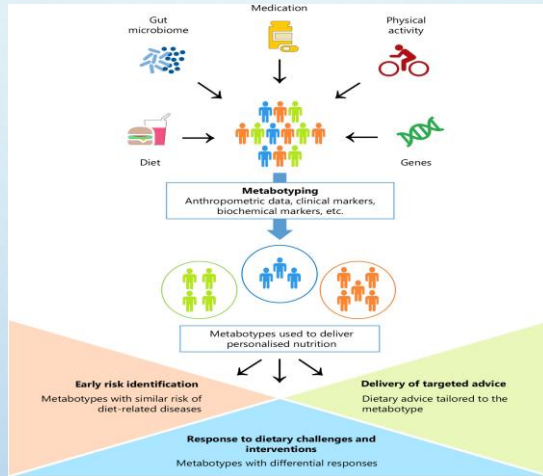 Medication
Gut
microbiome
Physical
activity
Diet
Genes
Metabotyping
Anthropometric data, clinical markers,
biochemical markers, etc.
Metabotypes used to deliver
personalised nutrition
Early risk identification
Metabotypes with similar risk of
diet-related diseases
Delivery of targeted advice
Dietary advice tailored to the
metabotype
Response to dietary challenges and
interventions
Metabotypes with differential responses